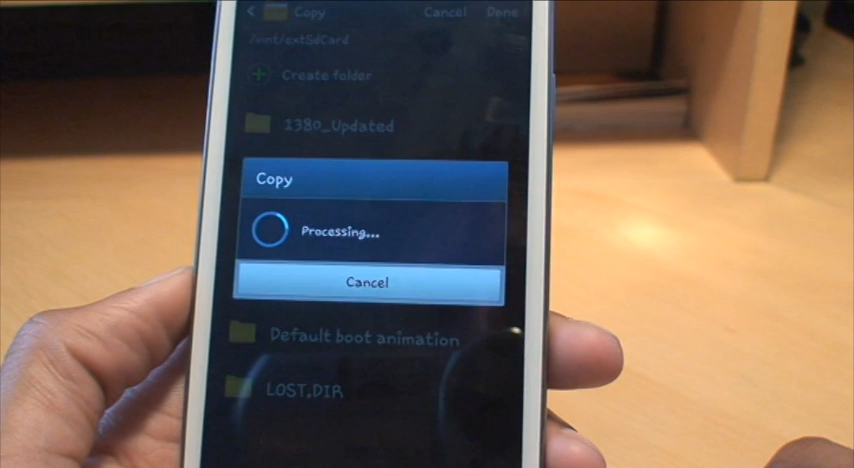 Copy Cancel Done
/mnt/extSdCard
Create folder
1380_Updated
Copy
Processing...
Cancel
Default boot animation
LOST.DIR